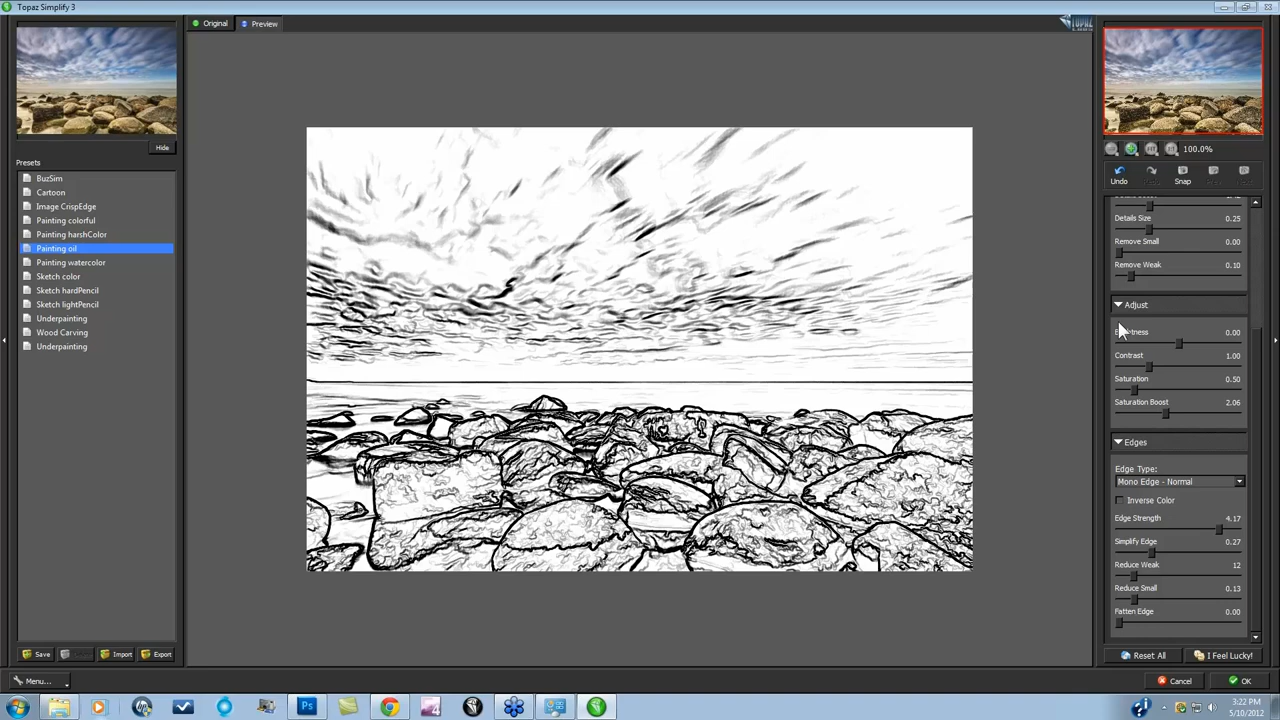 Topaz Simplify 3
Original
Preview
TOPAZ
100.0%
Hide
Undo
Snap
Presets
BuzSim
Cartoon
Image CrispEdge
Painting colorful
Painting harshColor
Painting oil
Painting watercolor
Sketch color
Sketch hardPencil
Sketch lightPencil
Underpainting
Wood Carving
Underpainting
Details Size 0.25
Remove Small 0.00
Remove Weak 0.10
Adjust
0.00
Contrast 1.00
Saturation 0.50
Saturation Boost 2.06
Edges
Edge Type:
Mono Edge - Normal
Inverse Color
Edge Strength 4.17
Simplify Edge 0.27
Reduce Weak 12
Reduce Small 0.13
Fatten Edge 0.00
Save
Import
Export
Reset All
I Feel Lucky!
Menu...
Cancel
OK
Ps
4
3:22 PM
5/10/2012